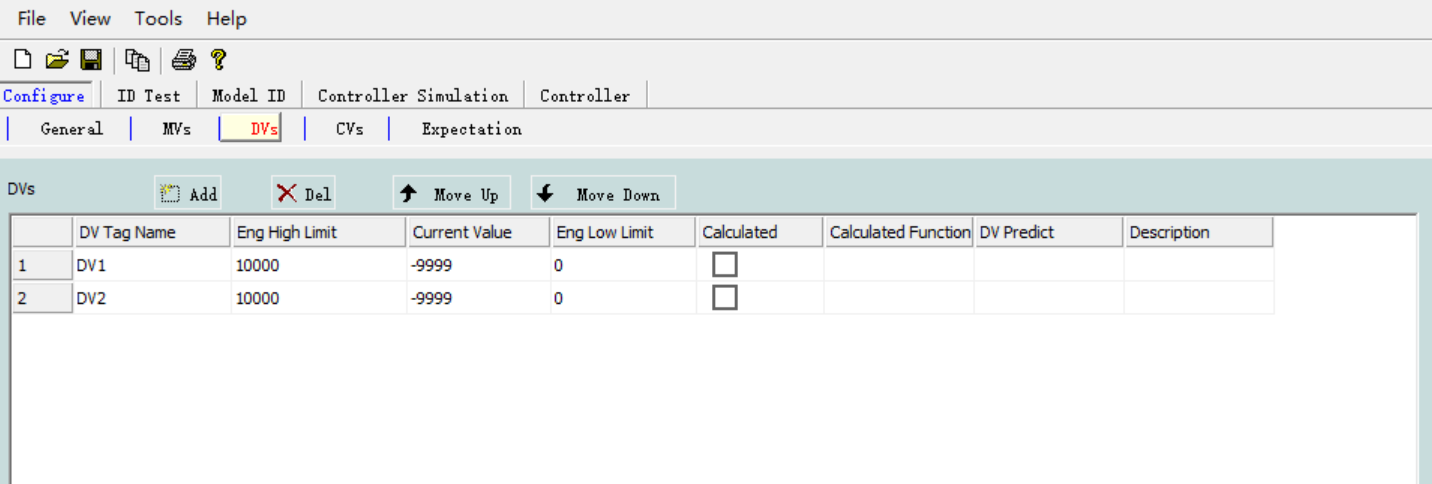 File View Tools Help
Configure ID Test Model ID Controller Simulation Controller
General MVs DVs CVs Expectation
DVs Add Del Move Up Move Down
DV Tag Name Eng High Limit Current Value Eng Low Limit Calculated Calculated Function DV Predict Description
1 DV1 10000 -9999 0
2 DV2 10000 -9999 0